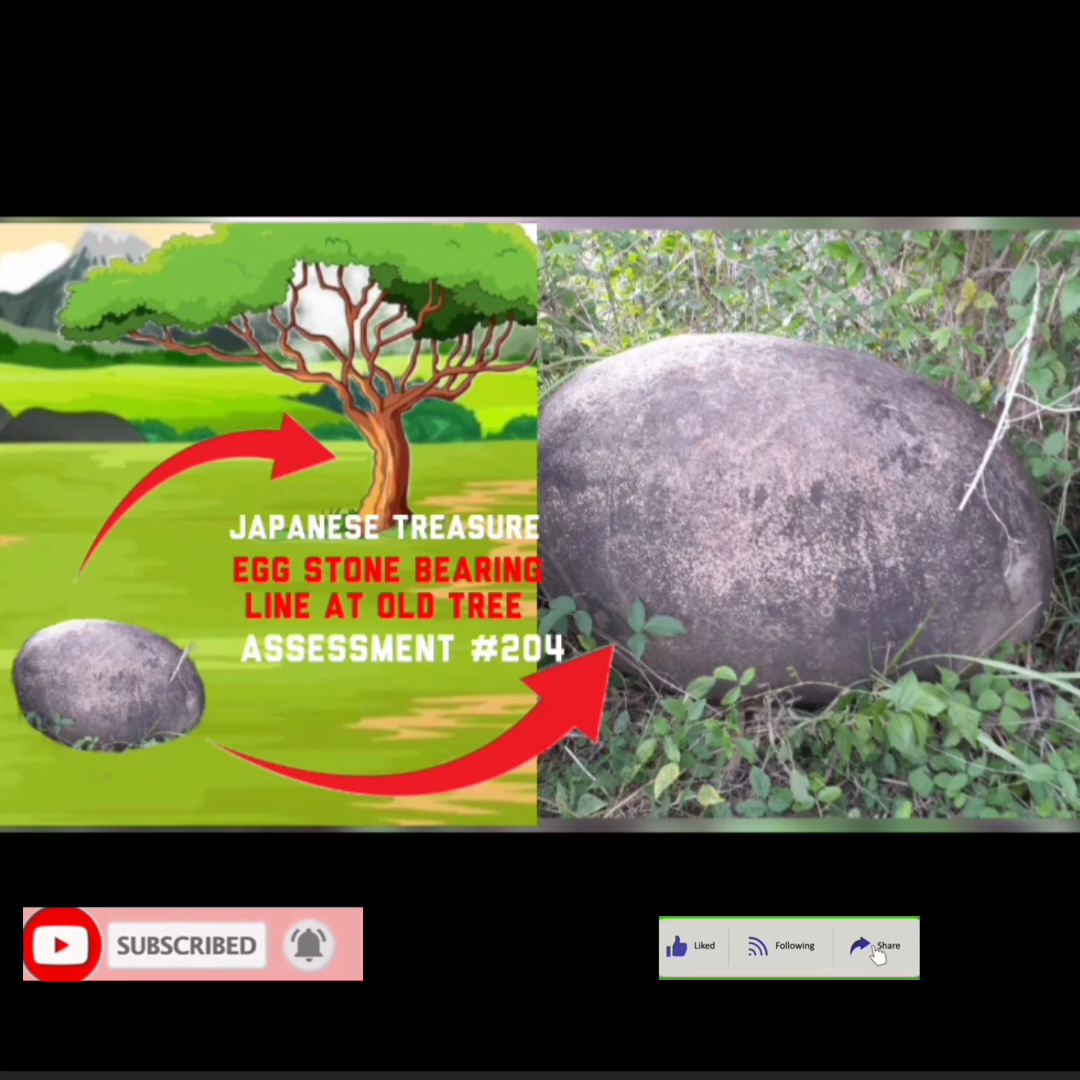 JAPANESE TREASURE
EGG STONE BEARING
LINE AT OLD TREE
ASSESSMENT #204
SUBSCRIBED
Liked
Following
Share